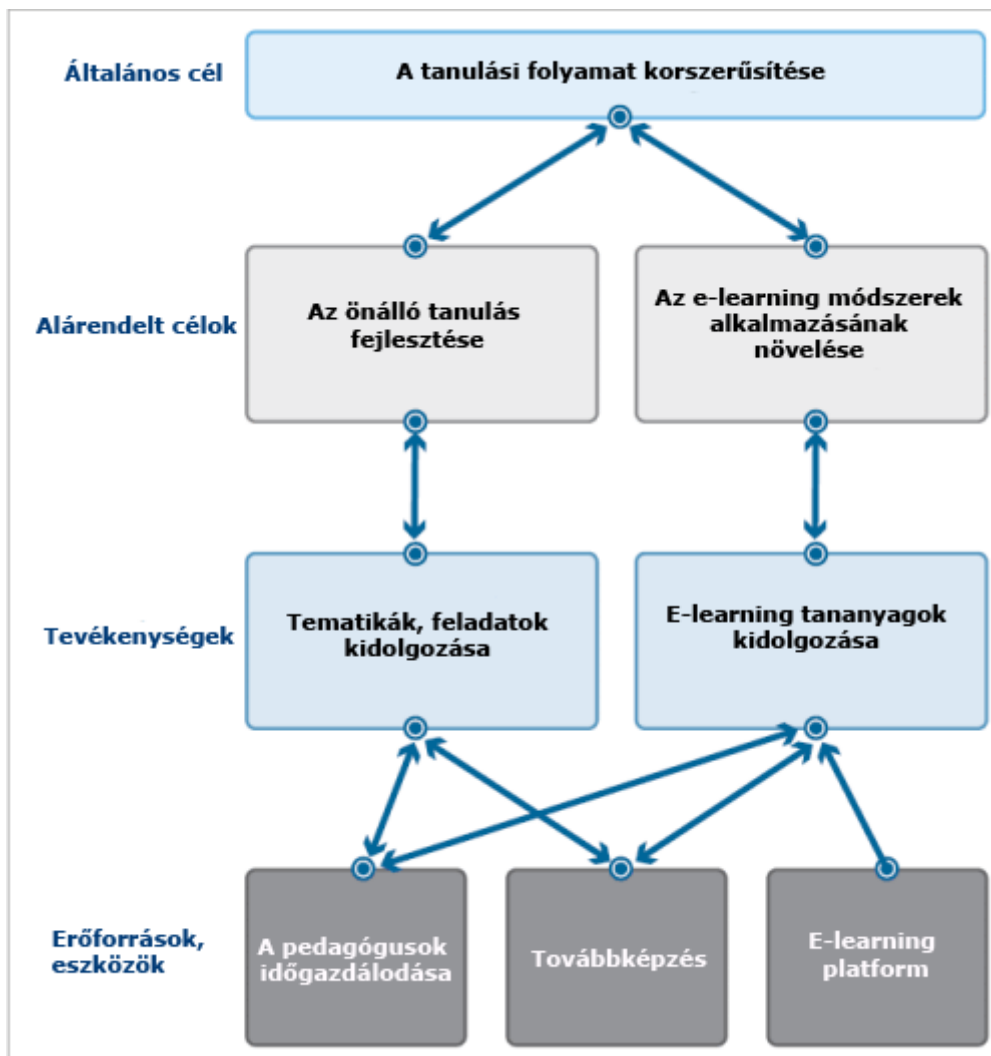 Általános cél
A tanulási folyamat korszerűsítése
Alárendelt célok
Az önálló tanulás
fejlesztése
Az e-learning módszerek
alkalmazásának
növelése
Tevékenységek
Tematikák, feladatok
kidolgozása
E-learning tananyagok
kidolgozása
Erőforrások,
eszközök
A pedagógusok
időgazdálodása
Továbbképzés
E-learning
platform